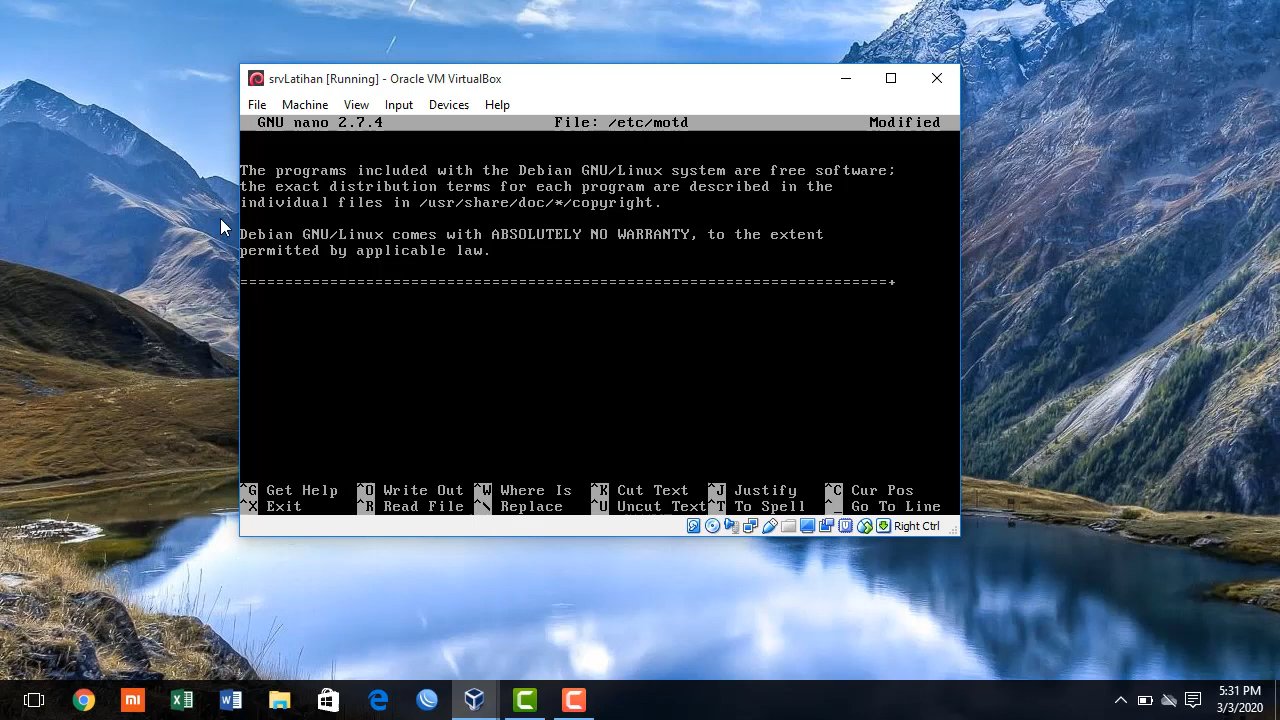 srvLatihan [Running] - Oracle VM VirtualBox
File Machine View Input Devices Help
GNU nano 2.7.4 File: /etc/motd Modified
The programs included with the Debian GNU/Linux system are free software;
the exact distribution terms for each program are described in the
individual files in /usr/share/doc/*/copyright.
Debian GNU/Linux comes with ABSOLUTELY NO WARRANTY, to the extent
permitted by applicable law.
========================================================================+
^G Get Help ^O Write Out ^W Where Is ^K Cut Text ^J Justify ^C Cur Pos
^X Exit ^R Read File ^\ Replace ^U Uncut Text ^T To Spell ^_ Go To Line
Right Ctrl
5:31 PM
3/3/2020